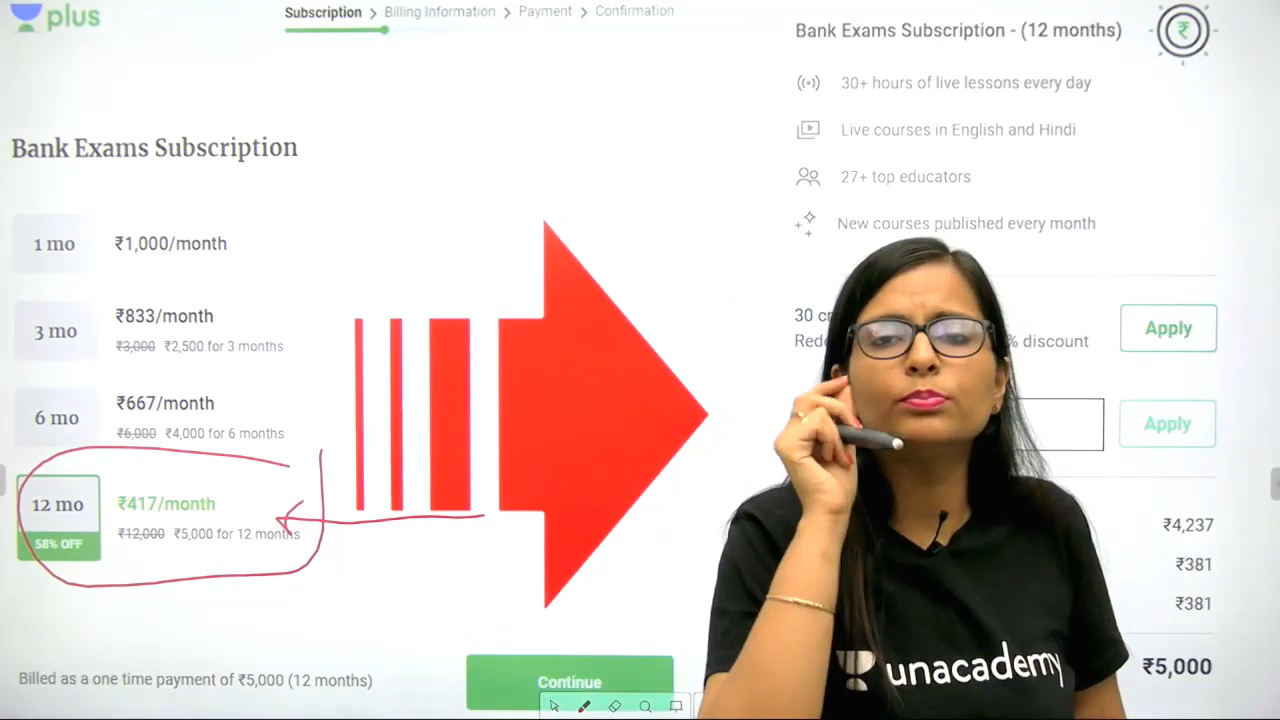 plus
Subscription > Billing Information > Payment > Confirmation
Bank Exams Subscription
1 mo ₹1,000/month
3 mo ₹833/month
₹3,000 ₹2,500 for 3 months
6 mo ₹667/month
₹6,000 ₹4,000 for 6 months
12 mo ₹417/month
58% OFF ₹12,000 ₹5,000 for 12 months
Billed as a one time payment of ₹5,000 (12 months)
Continue
Bank Exams Subscription - (12 months)
₹
30+ hours of live lessons every day
Live courses in English and Hindi
27+ top educators
New courses published every month
30
% discount
Apply
Apply
₹4,237
₹381
₹381
₹5,000
unacademy